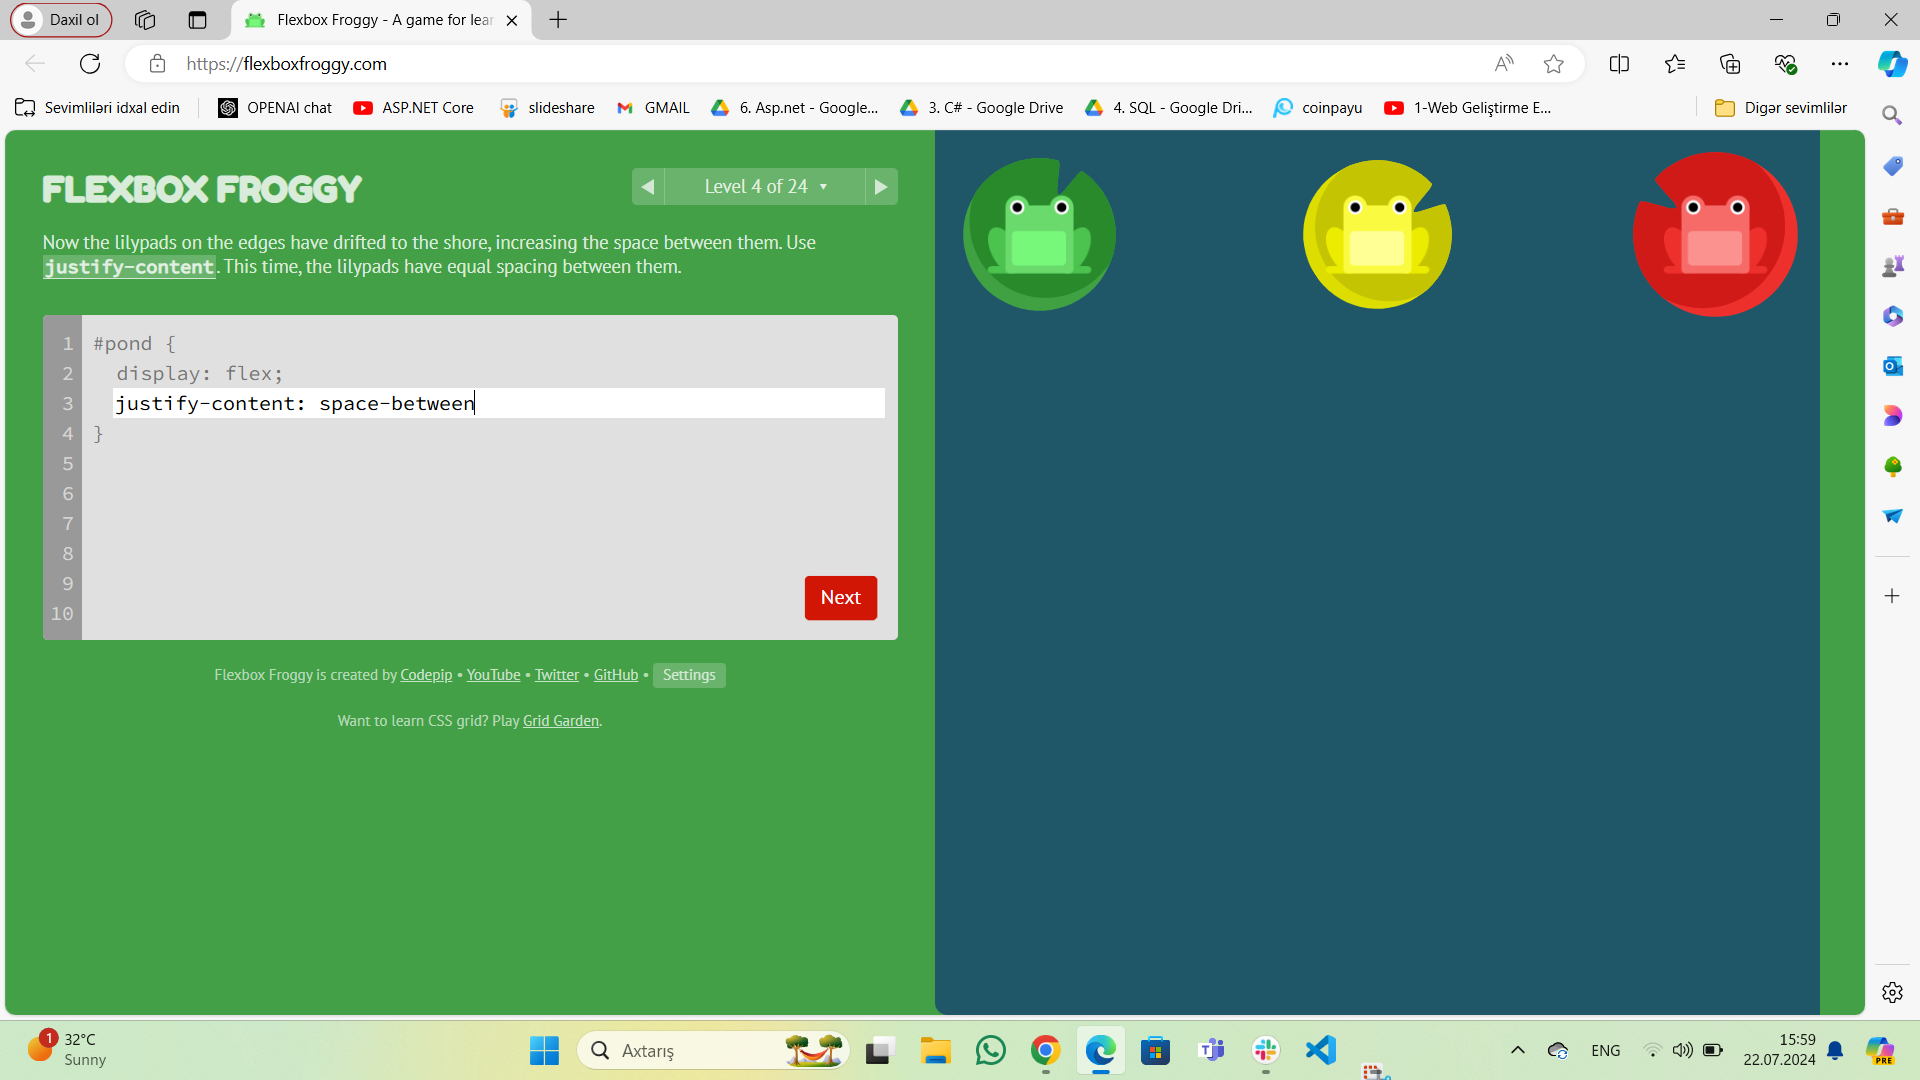 Daxil ol
Flexbox Froggy - A game for lear
https://flexboxfroggy.com
Sevimliləri idxal edin
OPENAI chat
ASP.NET Core
slideshare
GMAIL
6. Asp.net - Google...
3. C# - Google Drive
4. SQL - Google Dri...
coinpayu
1-Web Geliştirme E...
Digər sevimlilər
FLEXBOX FROGGY
Level 4 of 24
Now the lilypads on the edges have drifted to the shore, increasing the space between them. Use
justify-content. This time, the lilypads have equal spacing between them.
1 #pond {
2 display: flex;
3 justify-content: space-between
4 }
5
6
7
8
9
10
Next
Flexbox Froggy is created by Codepip • YouTube • Twitter • GitHub • Settings
Want to learn CSS grid? Play Grid Garden.
1
32°C
Sunny
Axtarış
ENG
15:59
22.07.2024
PRE